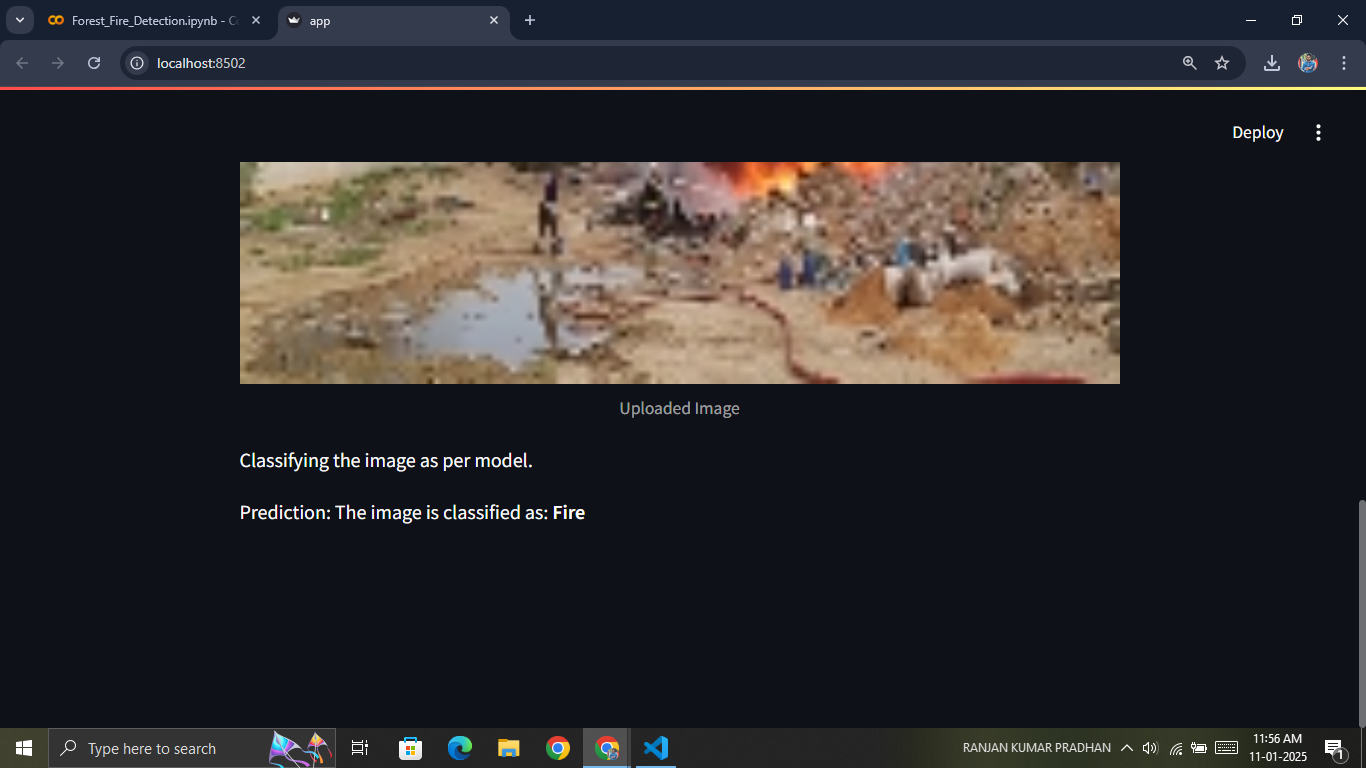 Forest_Fire_Detection.ipynb - C
app
localhost:8502
Deploy
Uploaded Image
Classifying the image as per model.
Prediction: The image is classified as: Fire
Type here to search
RANJAN KUMAR PRADHAN
11:56 AM
11-01-2025
1